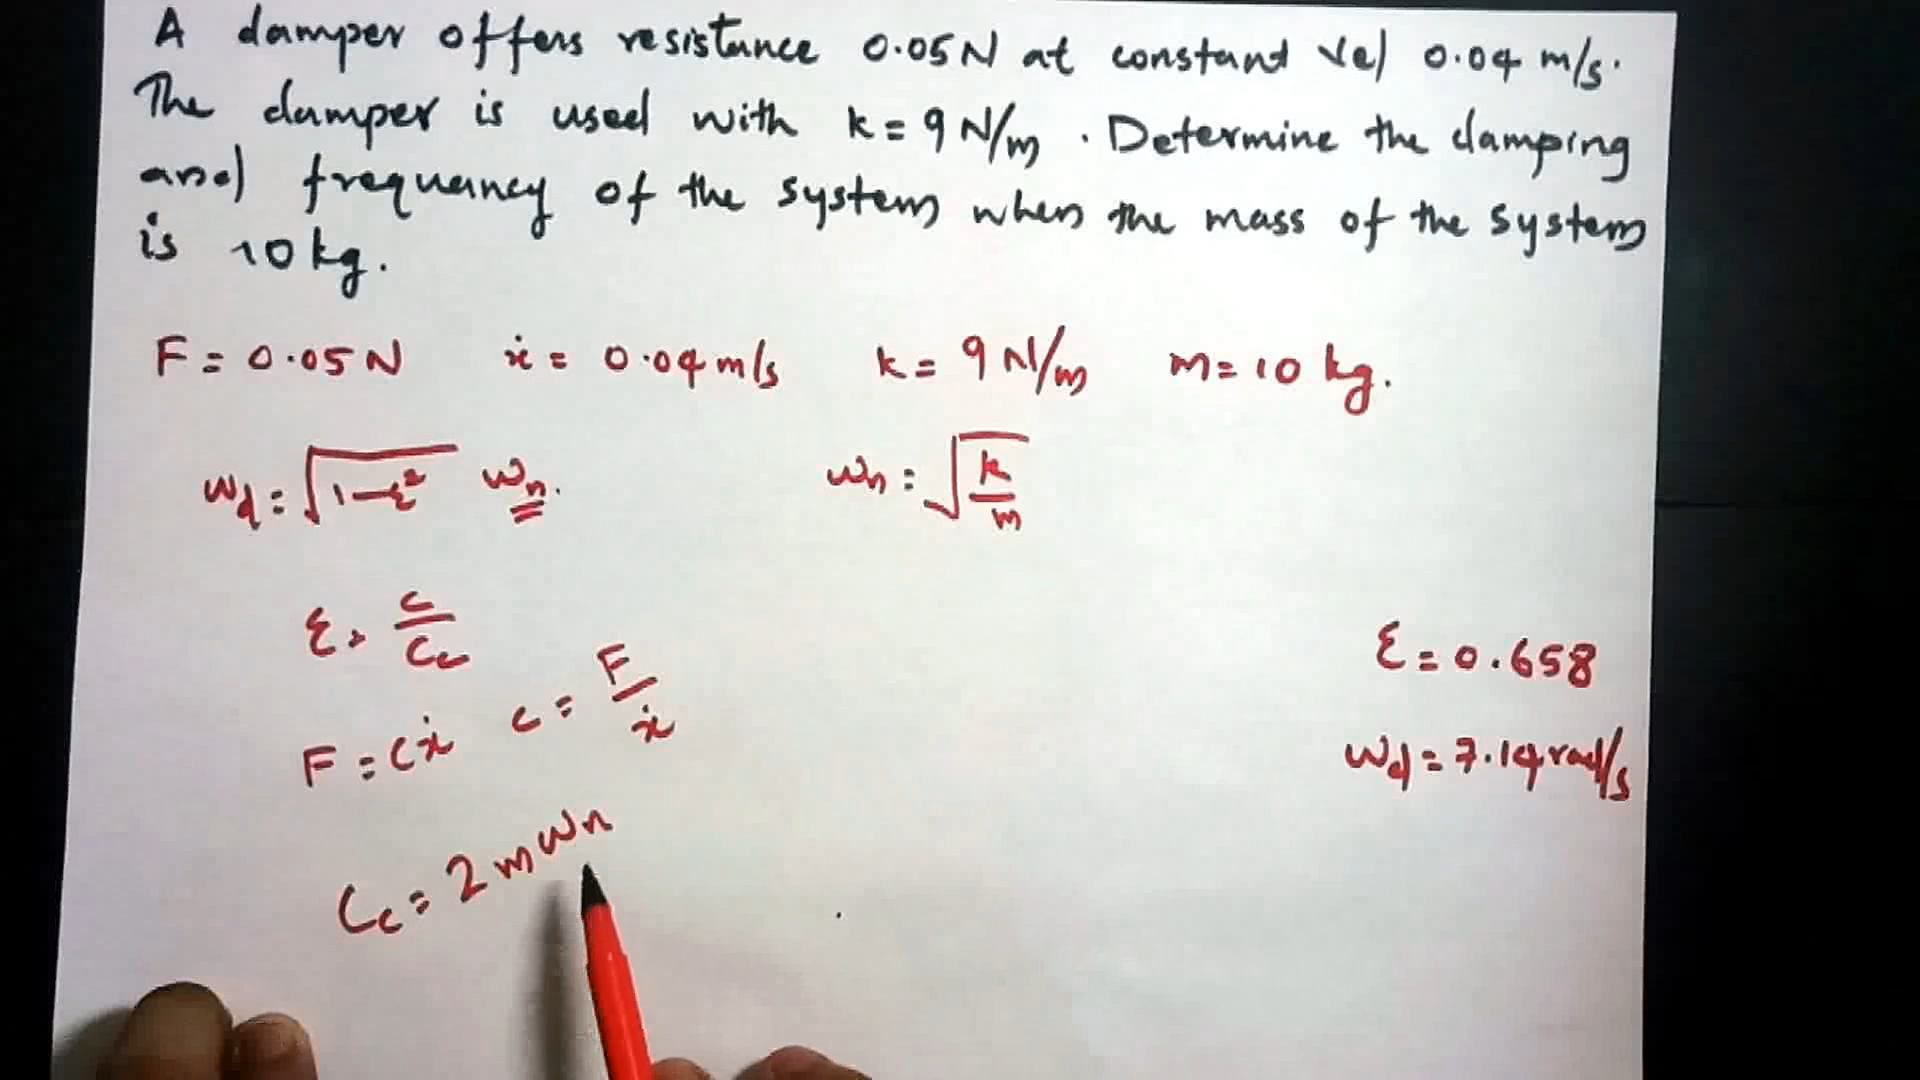 A damper offers resistance 0.05N at constant vel 0.04 m/s.
The damper is used with k = 9 N/m. Determine the damping
and frequency of the system when the mass of the system
is 10 kg.
F = 0.05 N ẋ = 0.04 m/s k = 9 N/m m = 10 kg.
ωd = √(1-ξ²) ωn. ωn = √(k/m)
ξ = c/Cc
F = cẋ c = F/ẋ
Cc = 2mωn
ξ = 0.658
ωd = 7.14 rad/s